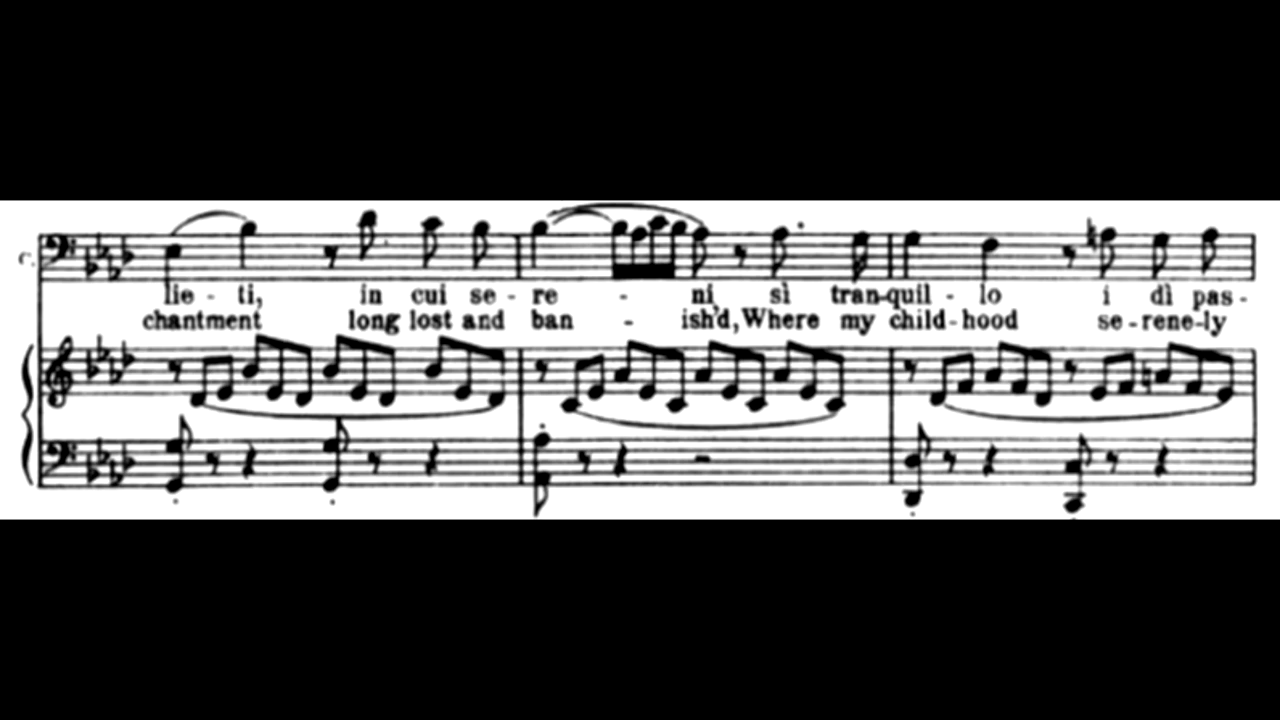 C.
lie - ti, in cui se - re - ni, sì tran-quil - lo i dì pas -
chantment long lost and ban - ish'd, Where my child - hood se - rene - ly